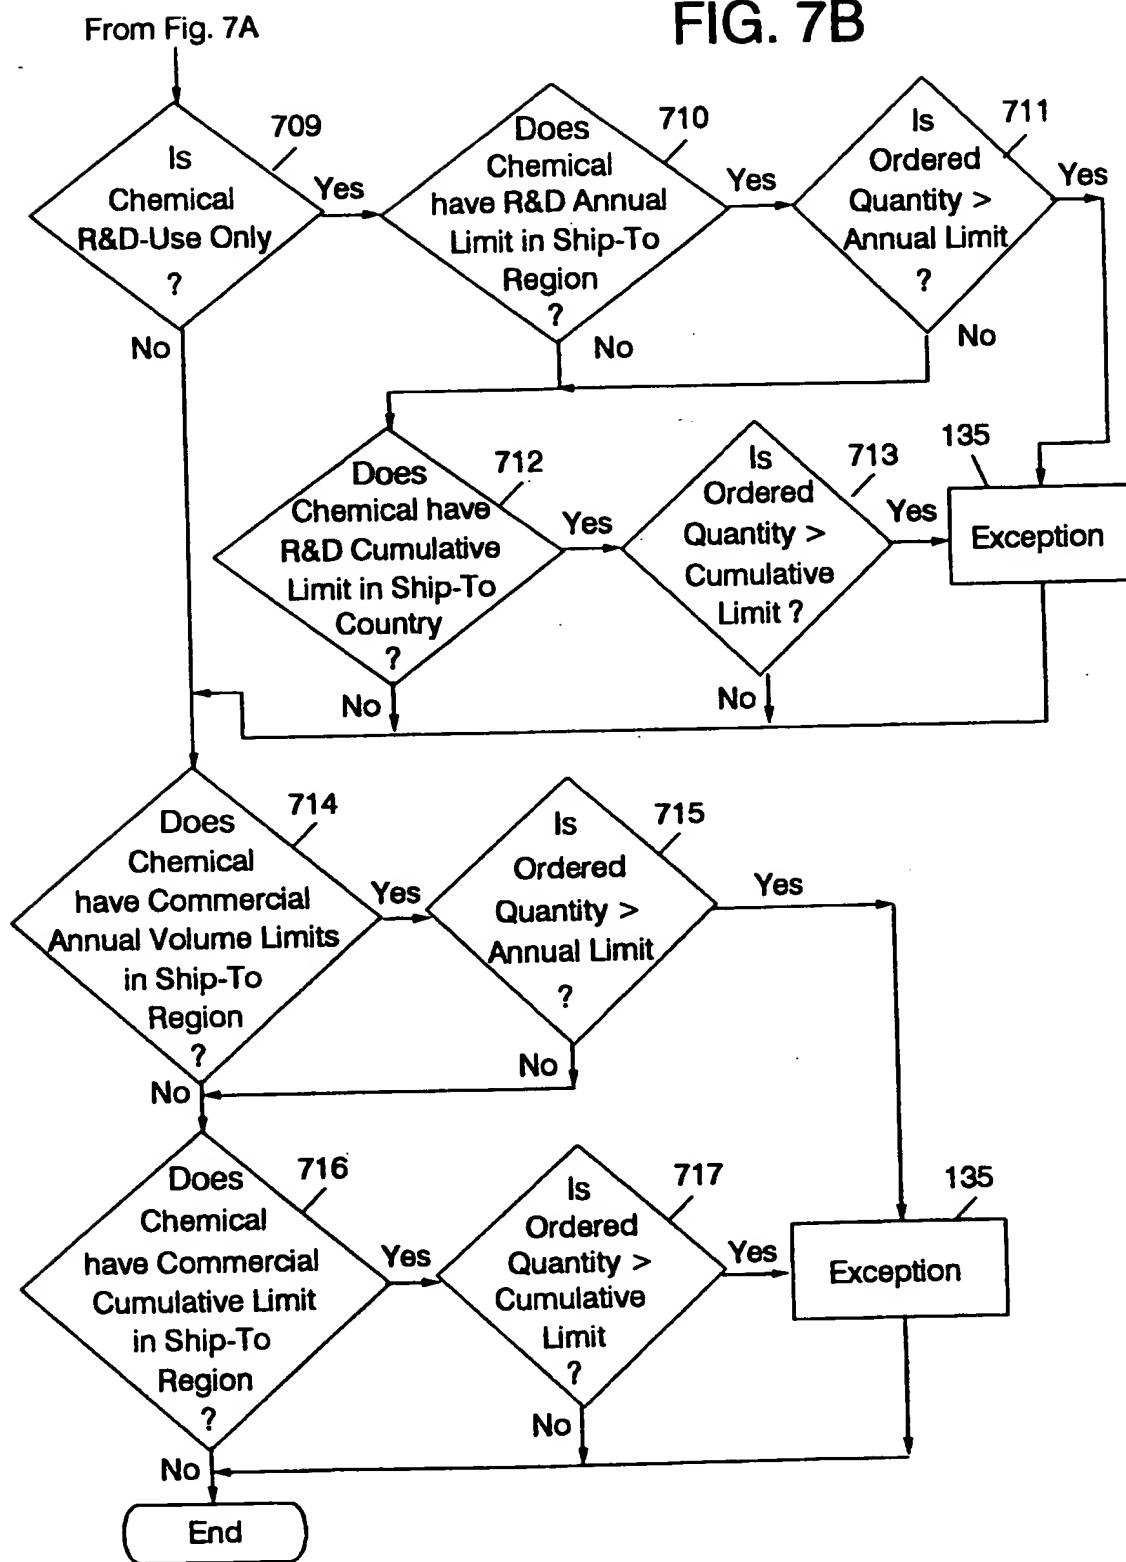 From Fig. 7A
FIG. 7B
709
Is
Chemical
R&D-Use Only
?
Yes
No
710
Does
Chemical
have R&D Annual
Limit in Ship-To
Region
?
Yes
No
711
Is
Ordered
Quantity >
Annual Limit
?
Yes
No
712
Does
Chemical have
R&D Cumulative
Limit in Ship-To
Country
?
Yes
No
713
Is
Ordered
Quantity >
Cumulative
Limit ?
Yes
No
135
Exception
714
Does
Chemical
have Commercial
Annual Volume Limits
in Ship-To
Region
?
Yes
No
715
Is
Ordered
Quantity >
Annual Limit
?
Yes
No
716
Does
Chemical
have Commercial
Cumulative Limit
in Ship-To
Region
?
Yes
No
717
Is
Ordered
Quantity >
Cumulative
Limit
?
Yes
No
135
Exception
End